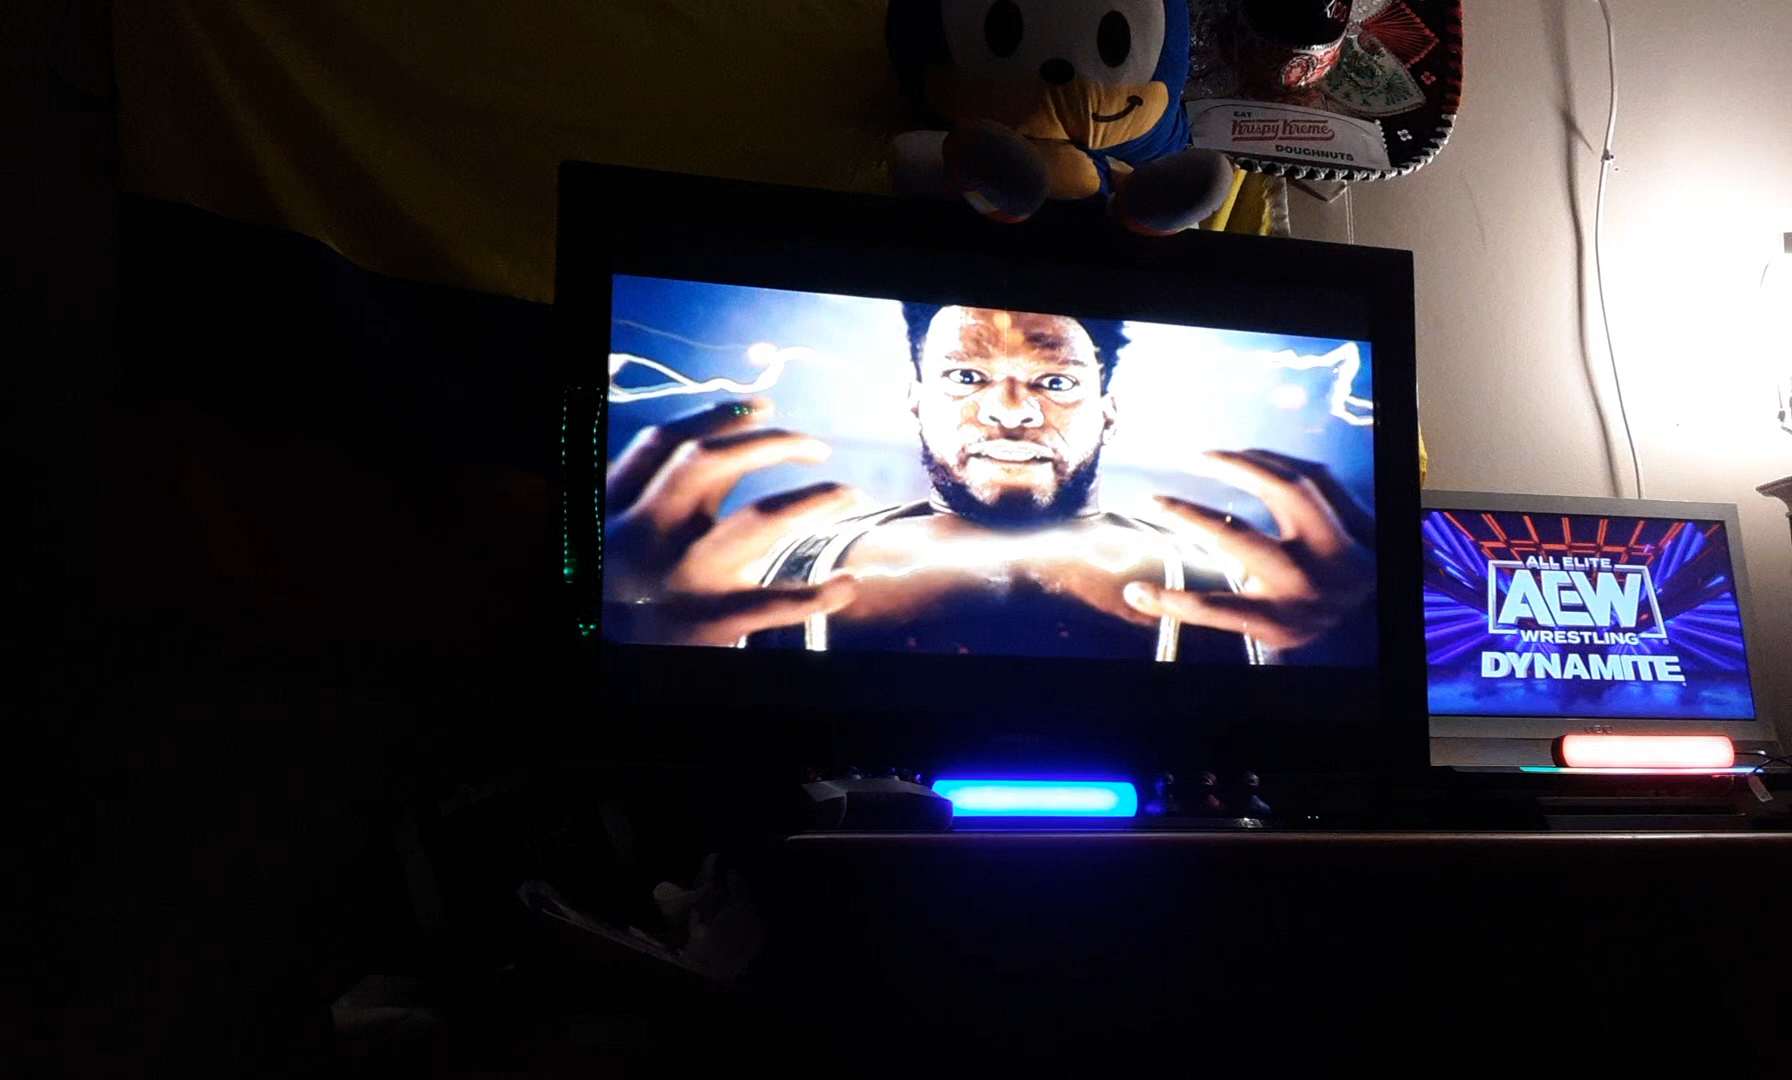 EAT
Krispy Kreme
DOUGHNUTS
ALL ELITE
AEW
WRESTLING
DYNAMITE